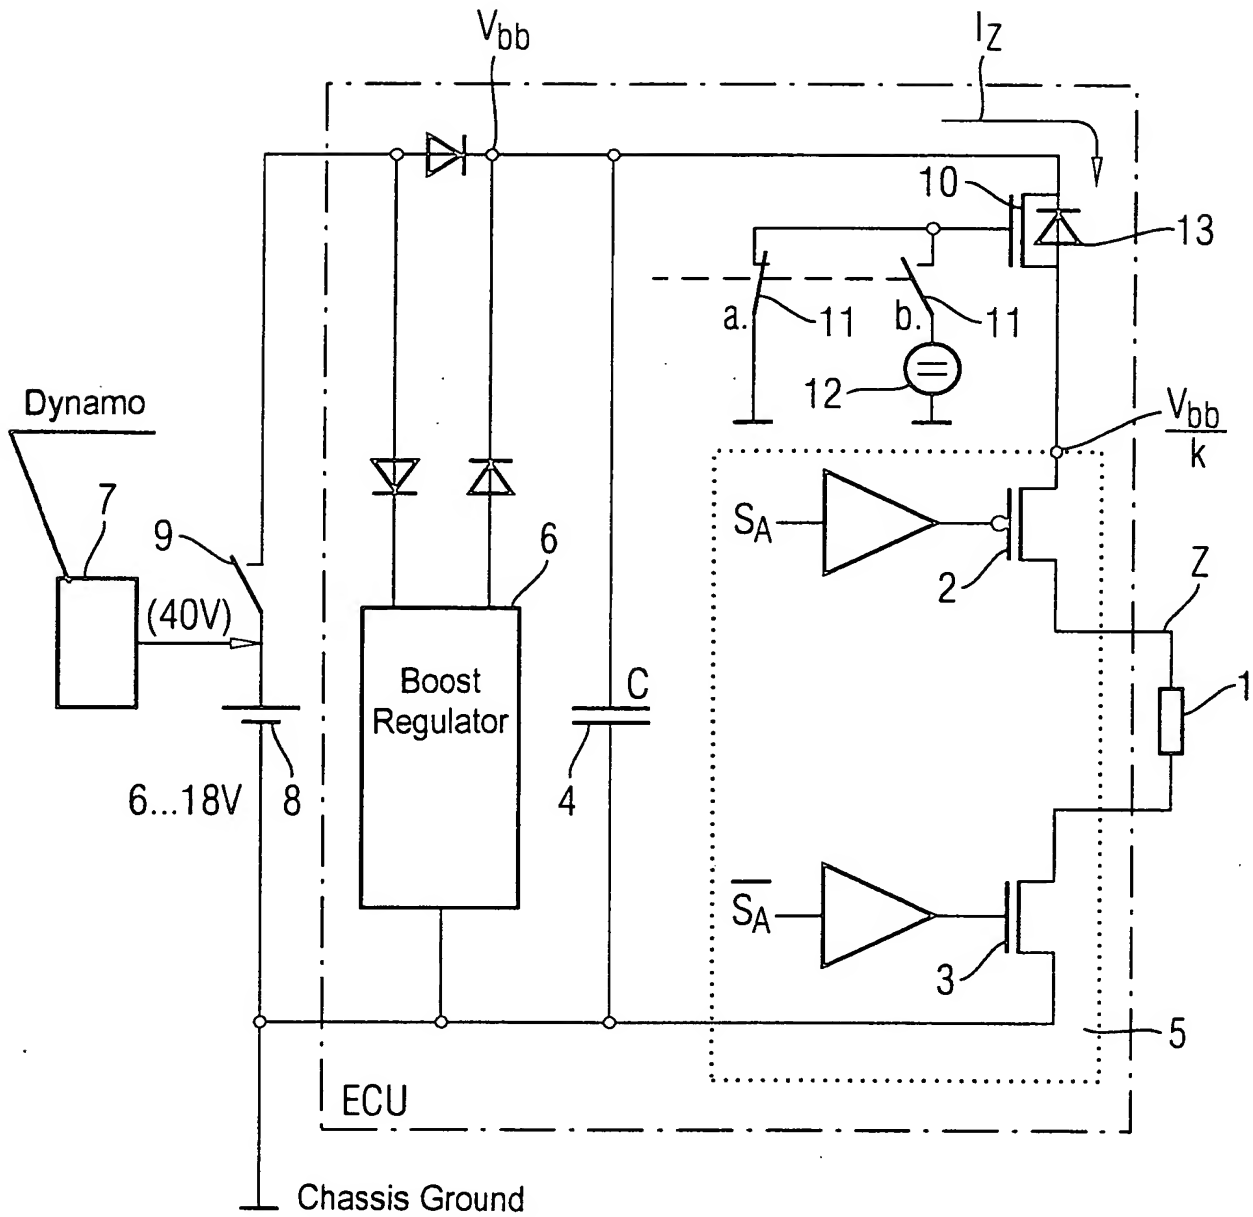 V_bb
I_Z
10
13
a.
11
b.
11
12
V_bb
k
Dynamo
7
9
(40V)
S_A
2
Z
6
Boost
Regulator
C
1
4
6...18V
8
S̅_A̅
3
5
ECU
Chassis Ground